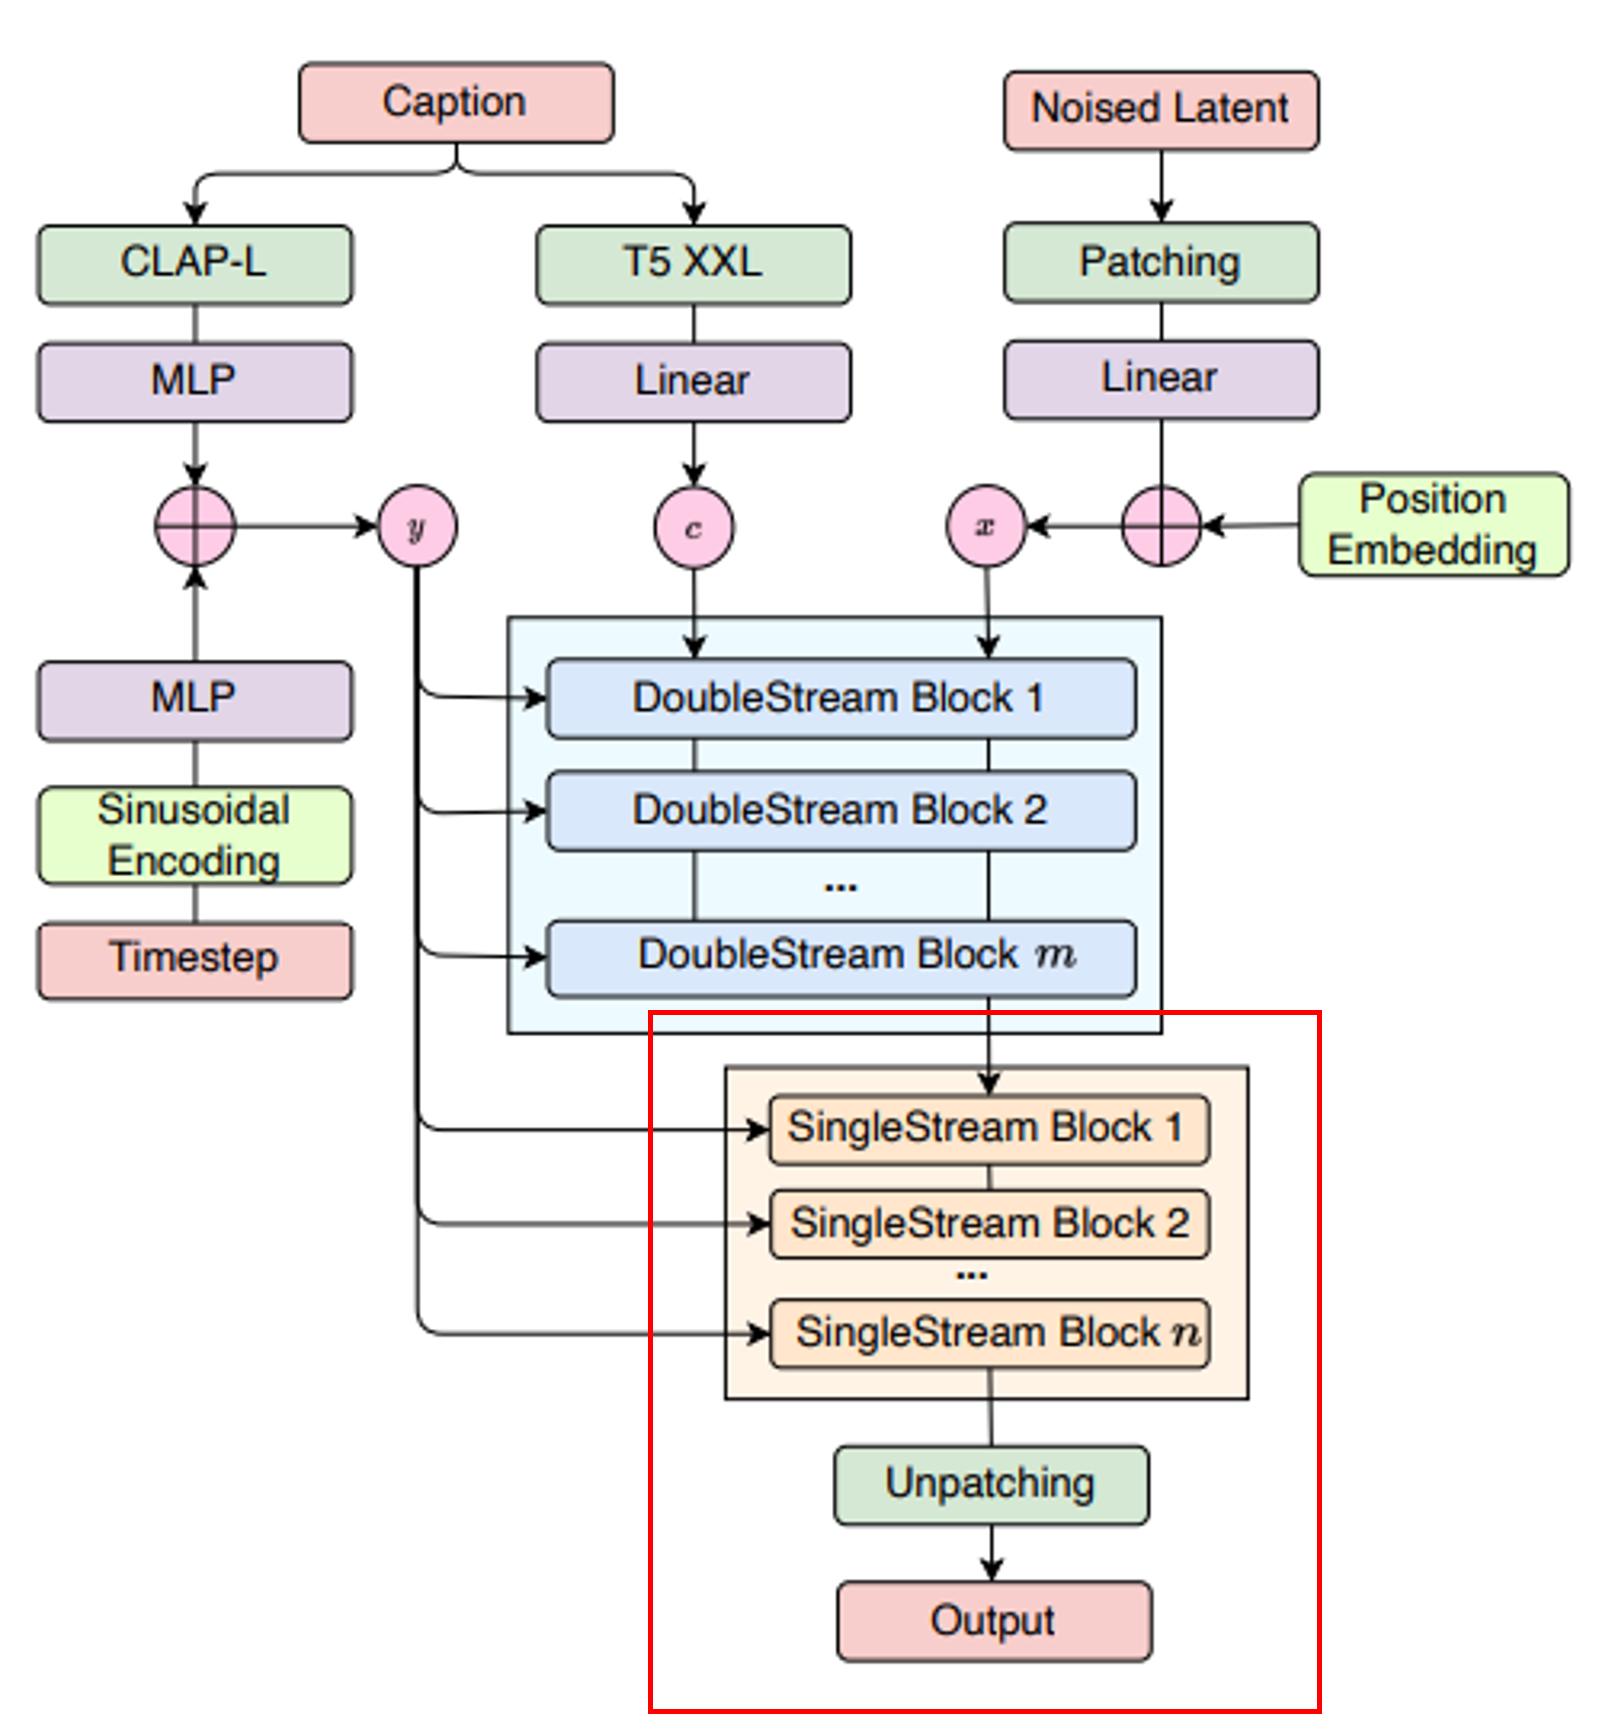 Caption
Noised Latent
CLAP-L
T5 XXL
Patching
MLP
Linear
Linear
y
c
x
Position
Embedding
MLP
DoubleStream Block 1
Sinusoidal
Encoding
DoubleStream Block 2
...
Timestep
DoubleStream Block m
SingleStream Block 1
SingleStream Block 2
...
SingleStream Block n
Unpatching
Output